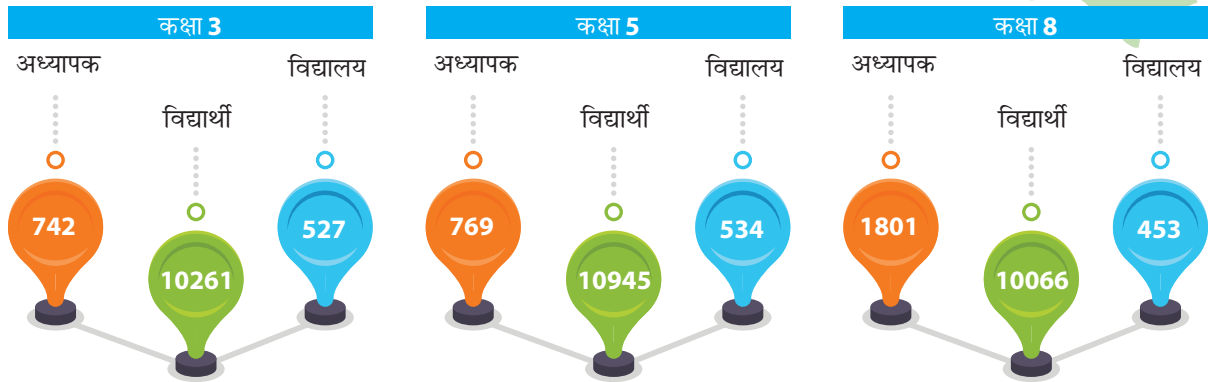 कक्षा 3
अध्यापक
विद्यार्थी
विद्यालय
742
10261
527
कक्षा 5
अध्यापक
विद्यार्थी
विद्यालय
769
10945
534
कक्षा 8
अध्यापक
विद्यार्थी
विद्यालय
1801
10066
453